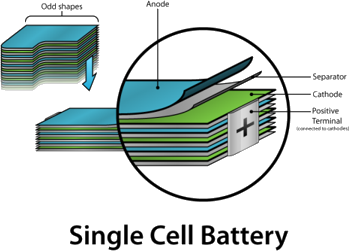 Odd shapes
Anode
Separator
Cathode
Positive
Terminal
(connected to cathodes)
+
Single Cell Battery